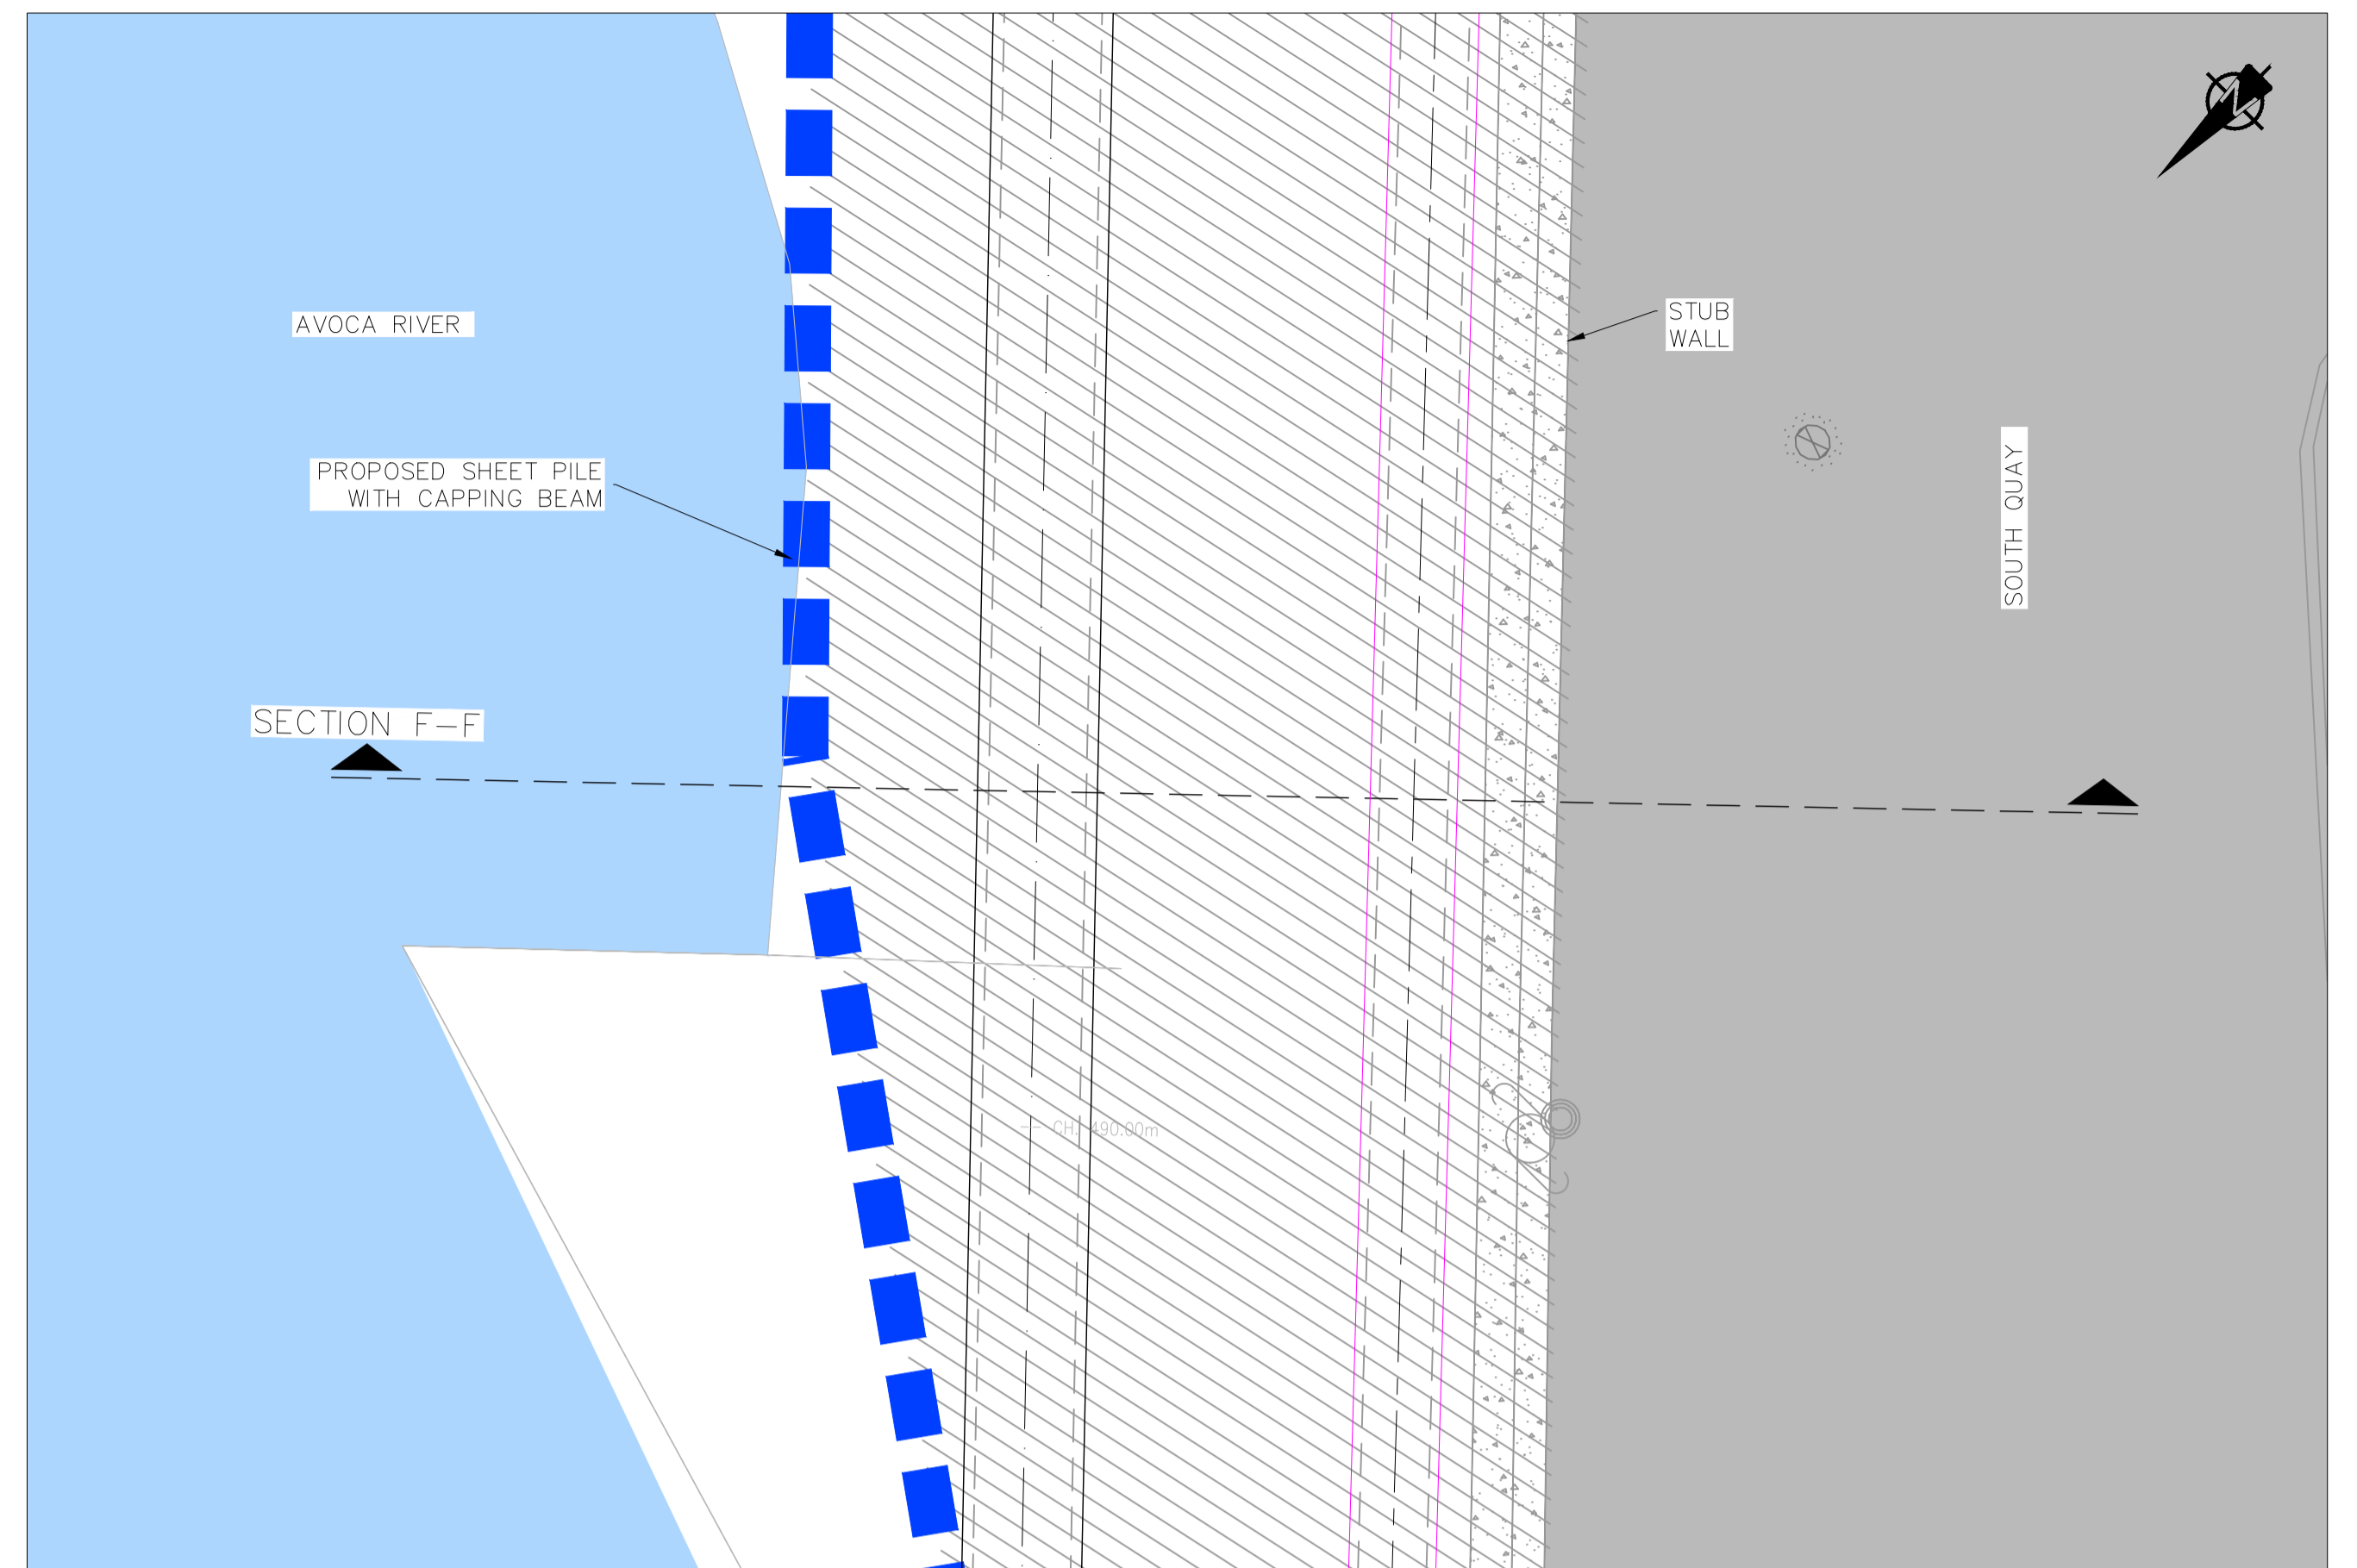 N
AVOCA RIVER
STUB
WALL
PROPOSED SHEET PILE
WITH CAPPING BEAM
SOUTH QUAY
SECTION F-F
CH. 490.00m